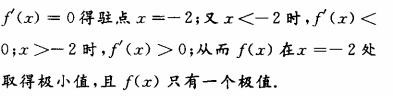 f′(x) = 0 得驻点 x = -2; 又 x < -2 时, f′(x) <
0; x > -2 时, f′(x) > 0; 从而 f(x) 在 x = -2 处
取得极小值, 且 f(x) 只有一个极值.